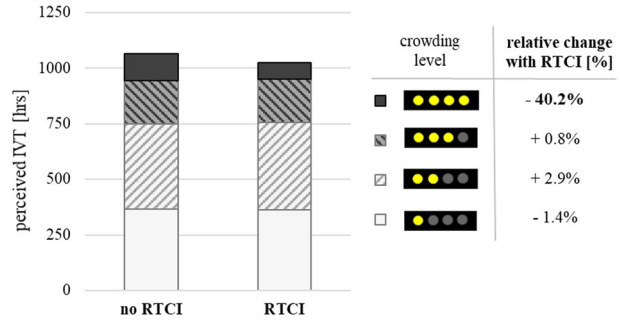 1250
1000
750
500
250
0
perceived IVT [hrs]
no RTCI
RTCI
crowding
level
relative change
with RTCI [%]
- 40.2%
+ 0.8%
+ 2.9%
- 1.4%